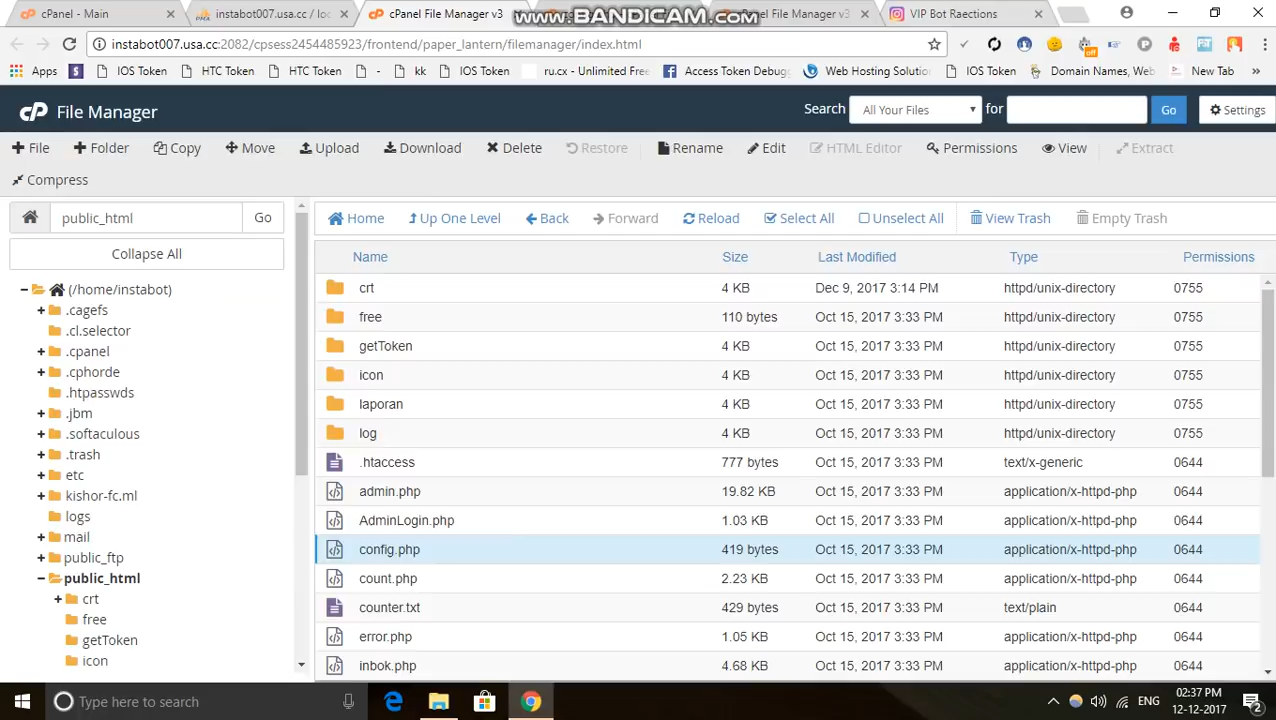 cPanel - Main
instabot007.usa.cc / loc
cPanel File Manager v3
Panel File Manager v3
VIP Bot Raections
www.BANDICAM.com
instabot007.usa.cc:2082/cpsess2454485923/frontend/paper_lantern/filemanager/index.html
Apps
IOS Token
HTC Token
HTC Token
-
kk
IOS Token
ru.cx - Unlimited Free
Access Token Debug
Web Hosting Solution
IOS Token
Domain Names, Web
New Tab
cP File Manager
Search
All Your Files
for
Go
Settings
File
Folder
Copy
Move
Upload
Download
Delete
Restore
Rename
Edit
HTML Editor
Permissions
View
Extract
Compress
public_html
Go
Collapse All
(/home/instabot)
.cagefs
.cl.selector
.cpanel
.cphorde
.htpasswds
.jbm
.softaculous
.trash
etc
kishor-fc.ml
logs
mail
public_ftp
public_html
crt
free
getToken
icon
Home
Up One Level
Back
Forward
Reload
Select All
Unselect All
View Trash
Empty Trash
Name Size Last Modified Type Permissions
crt 4 KB Dec 9, 2017 3:14 PM httpd/unix-directory 0755
free 110 bytes Oct 15, 2017 3:33 PM httpd/unix-directory 0755
getToken 4 KB Oct 15, 2017 3:33 PM httpd/unix-directory 0755
icon 4 KB Oct 15, 2017 3:33 PM httpd/unix-directory 0755
laporan 4 KB Oct 15, 2017 3:33 PM httpd/unix-directory 0755
log 4 KB Oct 15, 2017 3:33 PM httpd/unix-directory 0755
.htaccess 777 bytes Oct 15, 2017 3:33 PM text/x-generic 0644
admin.php 19.82 KB Oct 15, 2017 3:33 PM application/x-httpd-php 0644
AdminLogin.php 1.03 KB Oct 15, 2017 3:33 PM application/x-httpd-php 0644
config.php 419 bytes Oct 15, 2017 3:33 PM application/x-httpd-php 0644
count.php 2.23 KB Oct 15, 2017 3:33 PM application/x-httpd-php 0644
counter.txt 429 bytes Oct 15, 2017 3:33 PM text/plain 0644
error.php 1.05 KB Oct 15, 2017 3:33 PM application/x-httpd-php 0644
inbok.php 4.68 KB Oct 15, 2017 3:33 PM application/x-httpd-php 0644
Type here to search
ENG
02:37 PM
12-12-2017
2